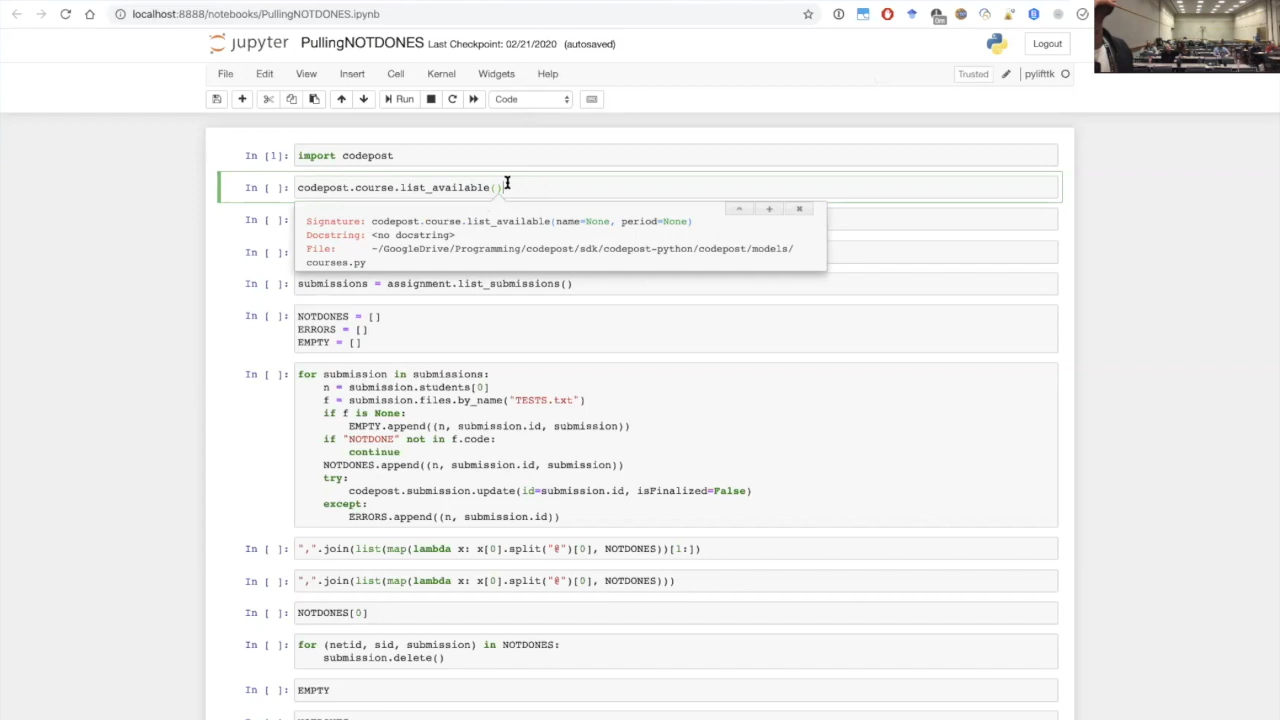 localhost:8888/notebooks/PullingNOTDONES.ipynb
0m
jupyter PullingNOTDONES Last Checkpoint: 02/21/2020 (autosaved)
Logout
File Edit View Insert Cell Kernel Widgets Help
Trusted
pylifttk
Run
Code
In [1]: import codepost
In [ ]: codepost.course.list_available()
Signature: codepost.course.list_available(name=None, period=None)
In [ ]:
Docstring: <no docstring>
File: ~/GoogleDrive/Programming/codepost/sdk/codepost-python/codepost/models/
In [ ]:
courses.py
In [ ]: submissions = assignment.list_submissions()
In [ ]: NOTDONES = []
ERRORS = []
EMPTY = []
In [ ]: for submission in submissions:
n = submission.students[0]
f = submission.files.by_name("TESTS.txt")
if f is None:
EMPTY.append((n, submission.id, submission))
if "NOTDONE" not in f.code:
continue
NOTDONES.append((n, submission.id, submission))
try:
codepost.submission.update(id=submission.id, isFinalized=False)
except:
ERRORS.append((n, submission.id))
In [ ]: ",".join(list(map(lambda x: x[0].split("@")[0], NOTDONES))[1:])
In [ ]: ",".join(list(map(lambda x: x[0].split("@")[0], NOTDONES)))
In [ ]: NOTDONES[0]
In [ ]: for (netid, sid, submission) in NOTDONES:
submission.delete()
In [ ]: EMPTY